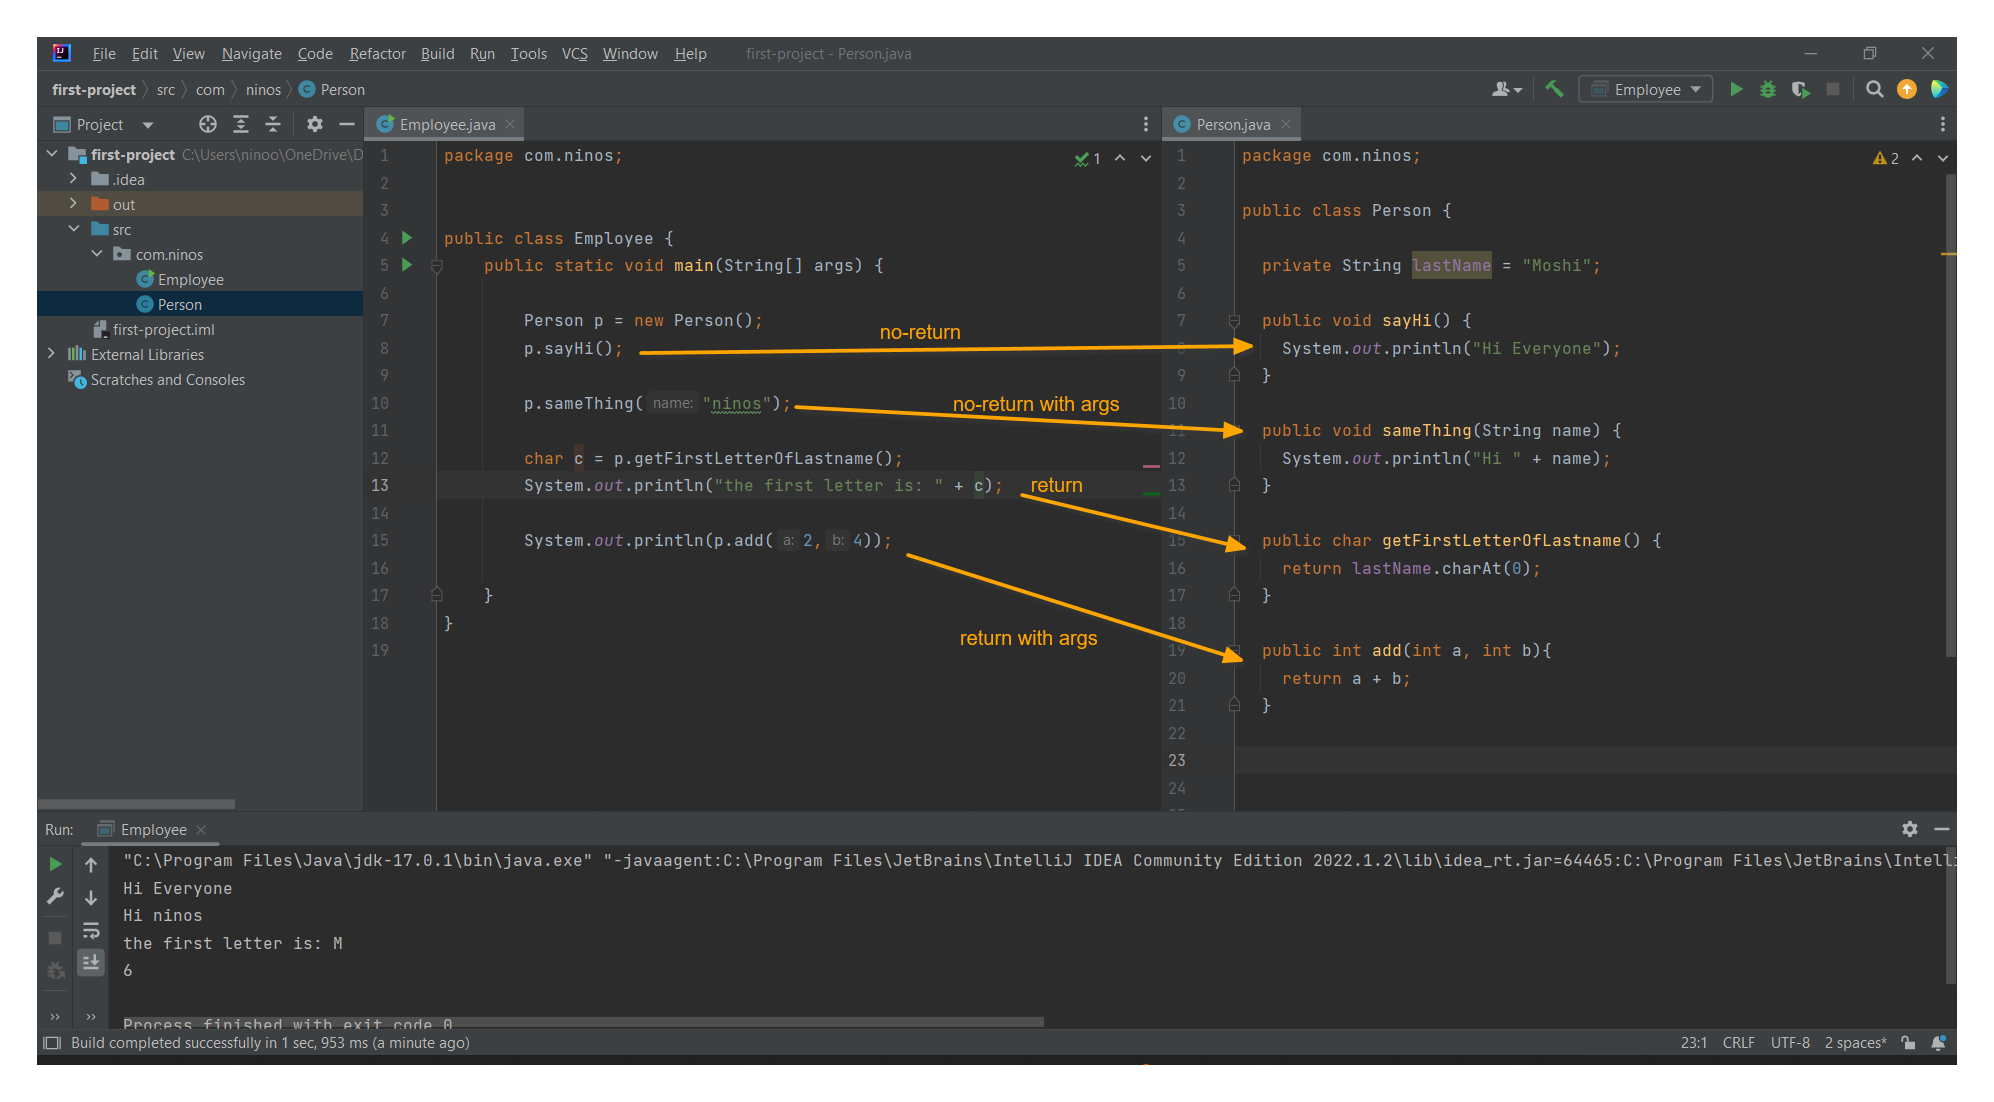 File Edit View Navigate Code Refactor Build Run Tools VCS Window Help first-project - Person.java
first-project src com ninos Person
Employee
Project
Employee.java
Person.java
first-project C:\Users\ninoo\OneDrive\D
.idea
out
src
com.ninos
Employee
Person
first-project.iml
External Libraries
Scratches and Consoles
1
1 package com.ninos;
2
3
4 public class Employee {
5 public static void main(String[] args) {
6
7 Person p = new Person();
8 p.sayHi();
9
10 p.sameThing( name: "ninos");
11
12 char c = p.getFirstLetterOfLastname();
13 System.out.println("the first letter is: " + c);
14
15 System.out.println(p.add( a: 2, b: 4));
16
17 }
18 }
19
no-return
no-return with args
return
return with args
2
1 package com.ninos;
2
3 public class Person {
4
5 private String lastName = "Moshi";
6
7 public void sayHi() {
8 System.out.println("Hi Everyone");
9 }
10
11 public void sameThing(String name) {
12 System.out.println("Hi " + name);
13 }
14
15 public char getFirstLetterOfLastname() {
16 return lastName.charAt(0);
17 }
18
19 public int add(int a, int b){
20 return a + b;
21 }
22
23
24
Run: Employee
"C:\Program Files\Java\jdk-17.0.1\bin\java.exe" "-javaagent:C:\Program Files\JetBrains\IntelliJ IDEA Community Edition 2022.1.2\lib\idea_rt.jar=64465:C:\Program Files\JetBrains\Intell
Hi Everyone
Hi ninos
the first letter is: M
6
Process finished with exit code 0
Build completed successfully in 1 sec, 953 ms (a minute ago)
23:1 CRLF UTF-8 2 spaces*